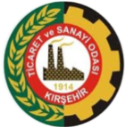 TİCARET ve SANAYİ ODASI
1914
KIRŞEHİR